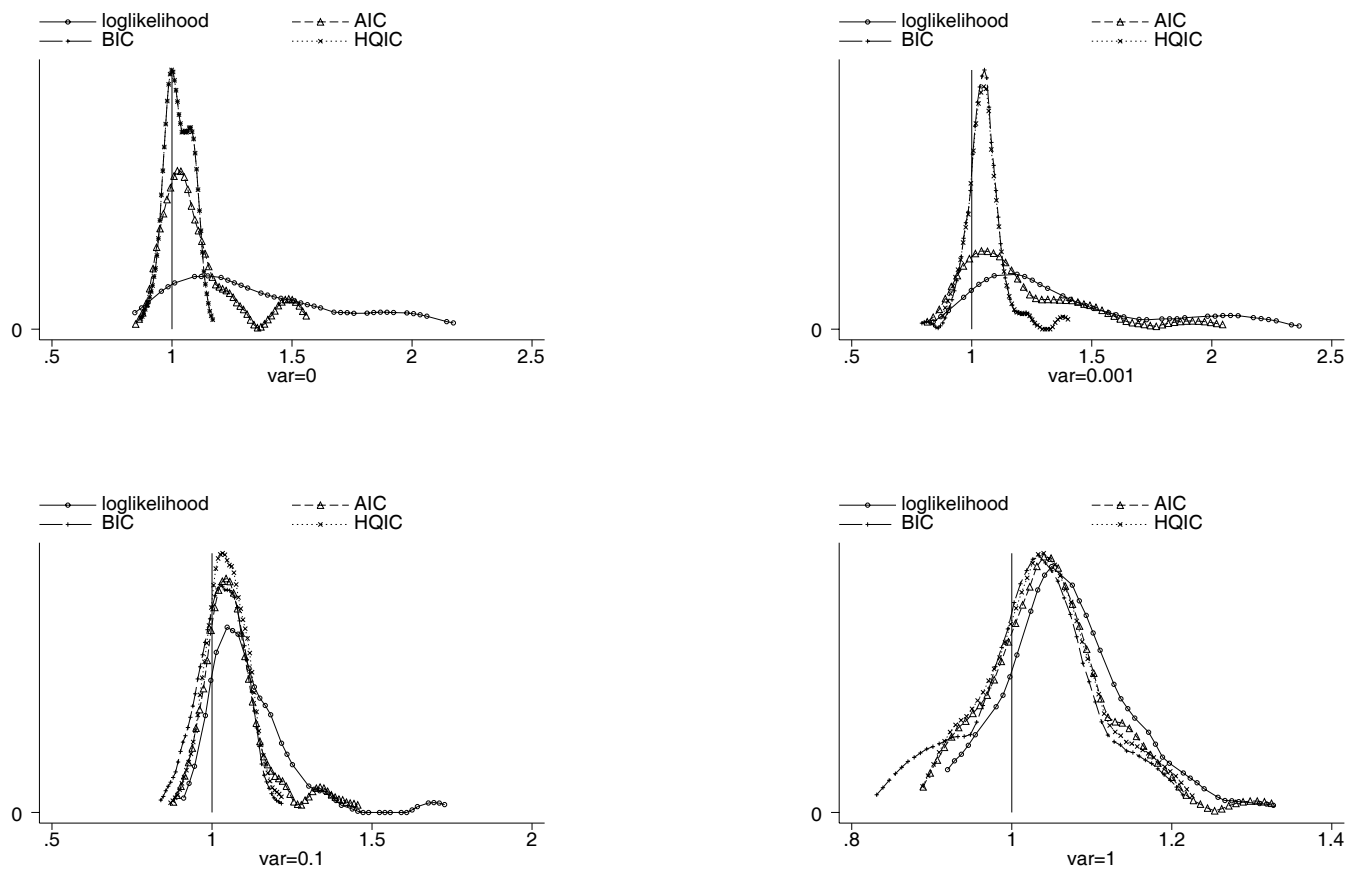 loglikelihood AIC
BIC HQIC
0
.5 1 1.5 2 2.5
var=0
loglikelihood AIC
BIC HQIC
0
.5 1 1.5 2 2.5
var=0.001
loglikelihood AIC
BIC HQIC
0
.5 1 1.5 2
var=0.1
loglikelihood AIC
BIC HQIC
0
.8 1 1.2 1.4
var=1